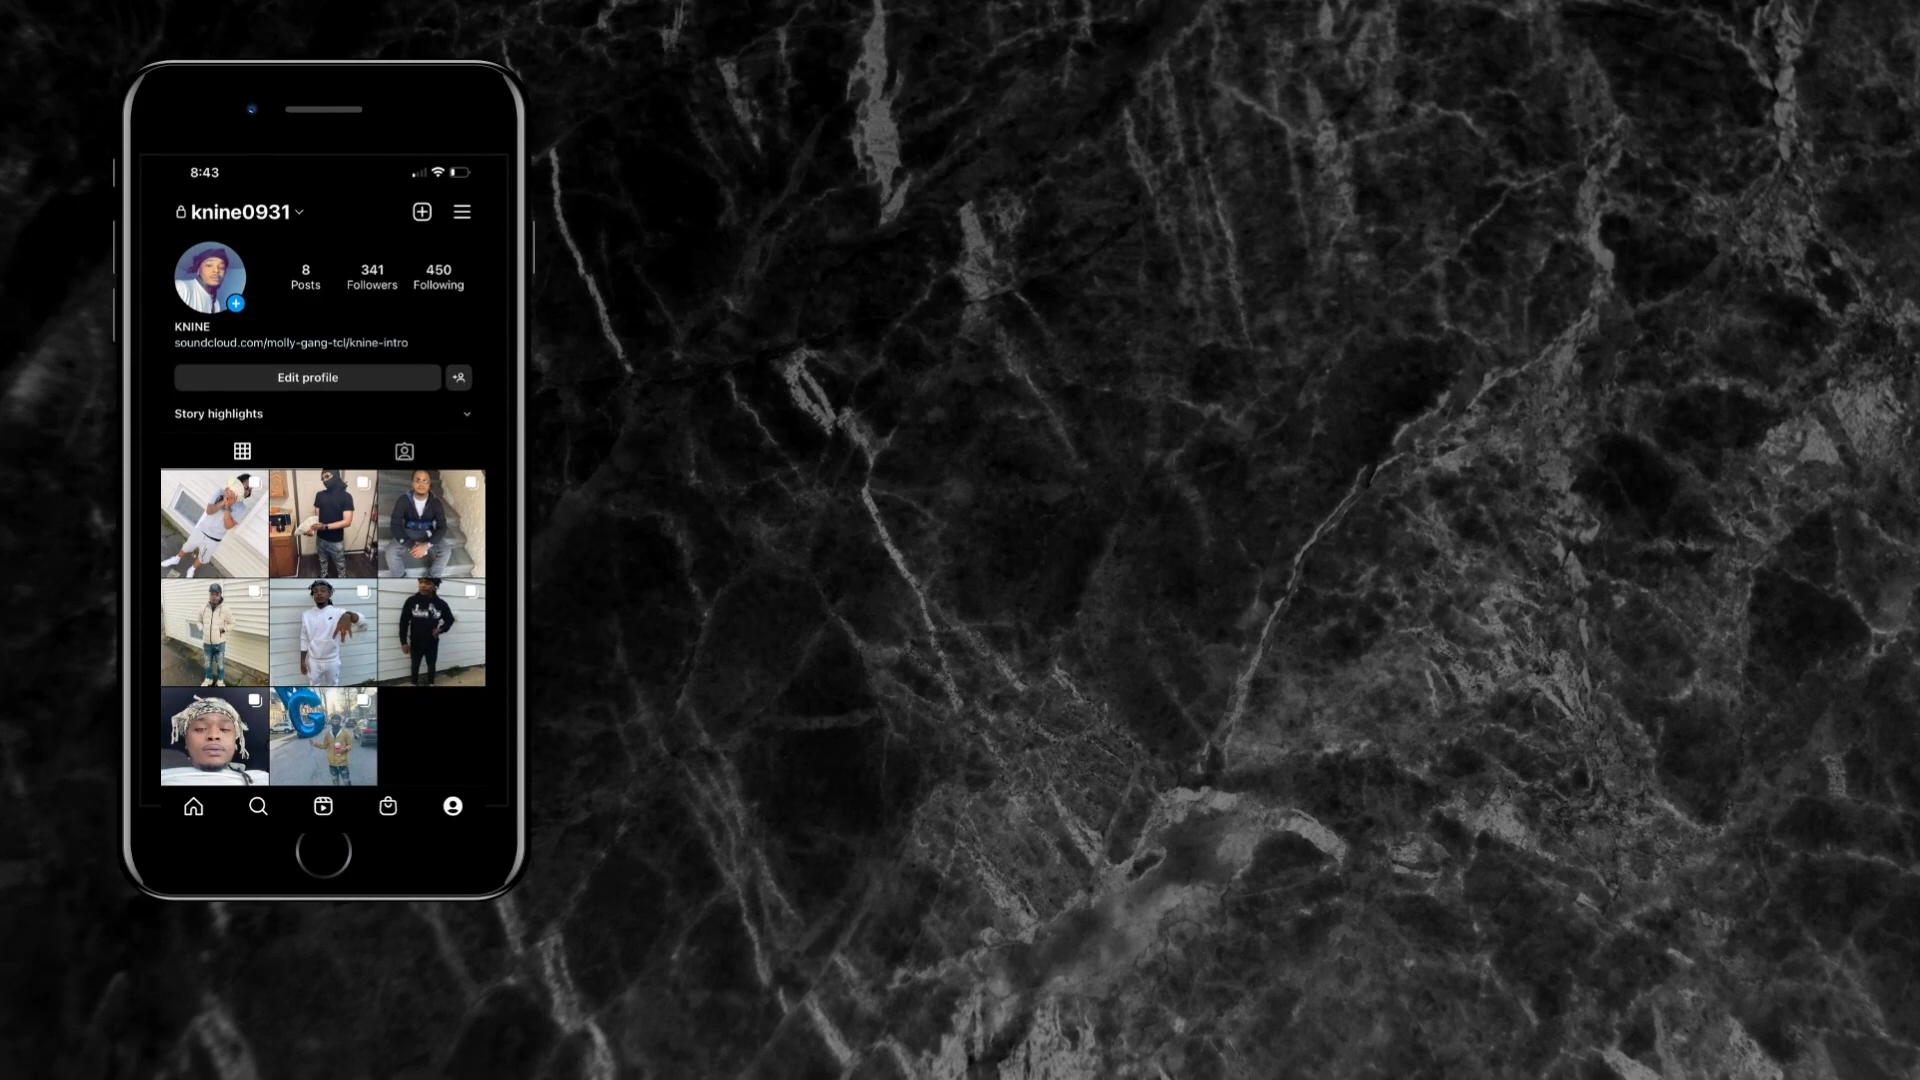 8:43
knine0931
8 341 450
Posts Followers Following
KNINE
soundcloud.com/molly-gang-tcl/knine-intro
Edit profile
Story highlights
G